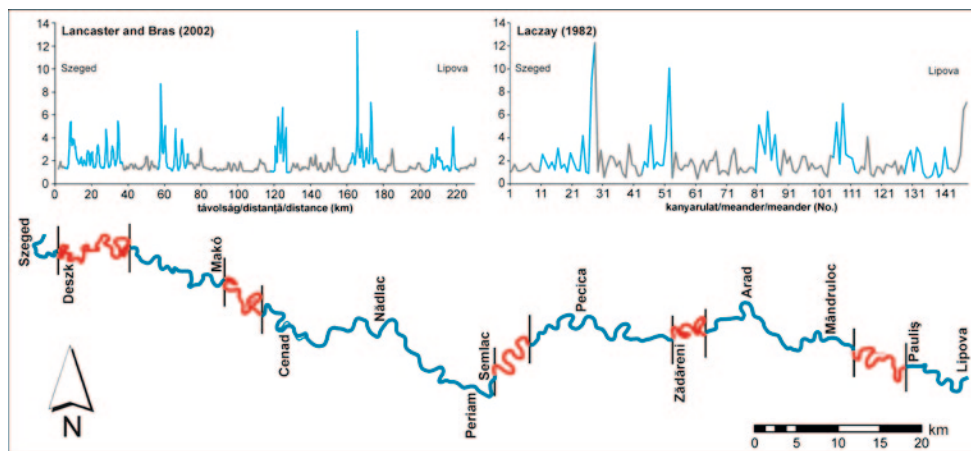 Lancaster and Bras (2002)
Szeged
Lipova
14
12
10
8
6
4
2
0
0 20 40 60 80 100 120 140 160 180 200 220
távolság/distanţă/distance (km)
Laczay (1982)
Szeged
Lipova
14
12
10
8
6
4
2
0
1 11 21 31 41 51 61 71 81 91 101 111 121 131 141
kanyarulat/meander/meander (No.)
Szeged
Deszk
Makó
Cenad
Nădlac
Periam
Semlac
Pecica
Zădăreni
Arad
Mândruloc
Pauliş
Lipova
N
km
0 5 10 15 20